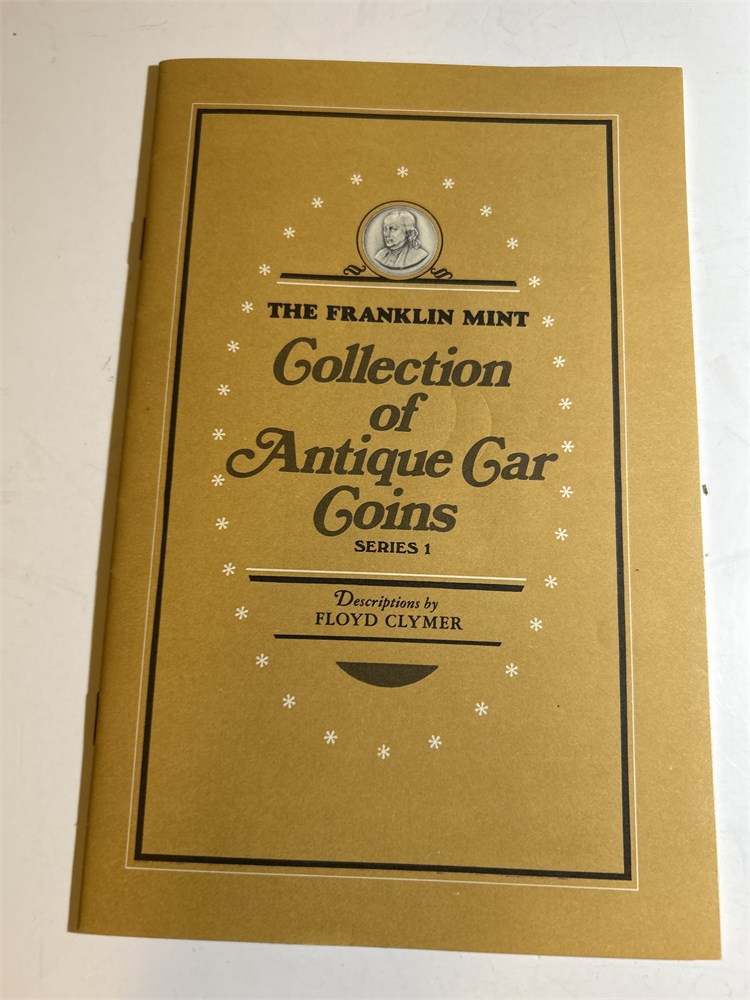 THE FRANKLIN MINT
Collection
of
Antique Car
Coins
SERIES 1
Descriptions by
FLOYD CLYMER